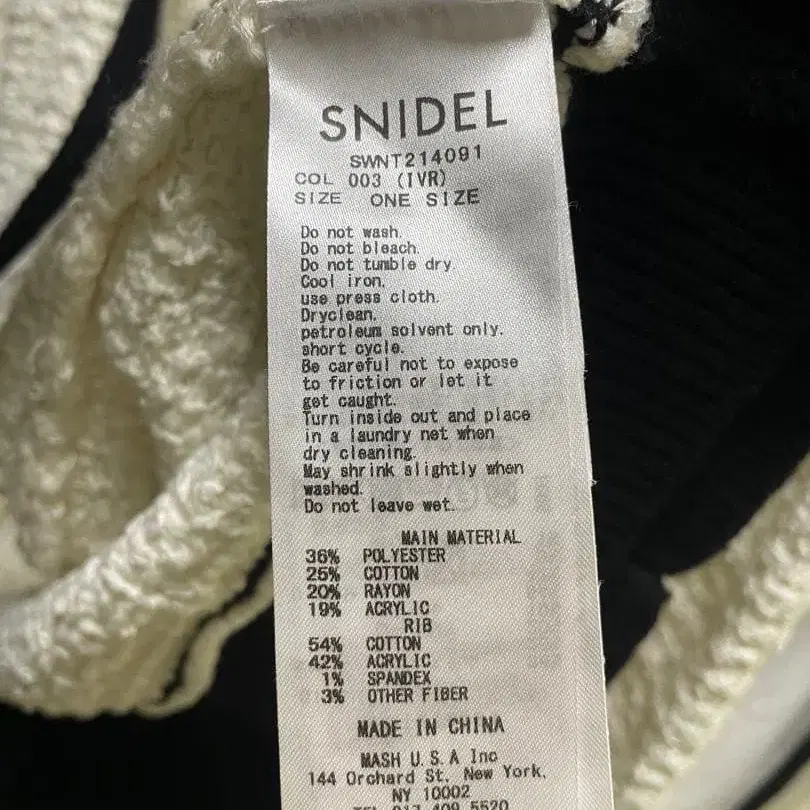 SNIDEL
SWNT214091
COL 003 (IVR)
SIZE ONE SIZE
Do not wash.
Do not bleach.
Do not tumble dry.
Cool iron.
use press cloth.
Dryclean.
petroleum solvent only.
short cycle.
Be careful not to expose
to friction or let it
get caught.
Turn inside out and place
in a laundry net when
dry cleaning.
May shrink slightly when
washed.
Do not leave wet.
MAIN MATERIAL
36% POLYESTER
25% COTTON
20% RAYON
19% ACRYLIC
RIB
54% COTTON
42% ACRYLIC
1% SPANDEX
3% OTHER FIBER
MADE IN CHINA
MASH U.S.A Inc
144 Orchard St. New York,
NY 10002
TEL 917 409 5520